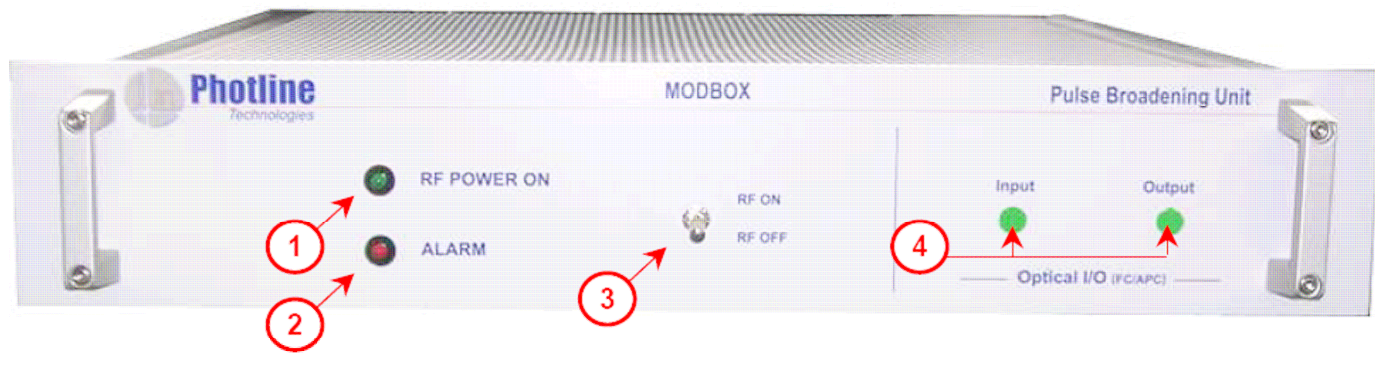 Photline
Technologies
MODBOX
Pulse Broadening Unit
RF POWER ON
ALARM
RF ON
RF OFF
Input
Output
Optical I/O (FC/APC)
1
2
3
4